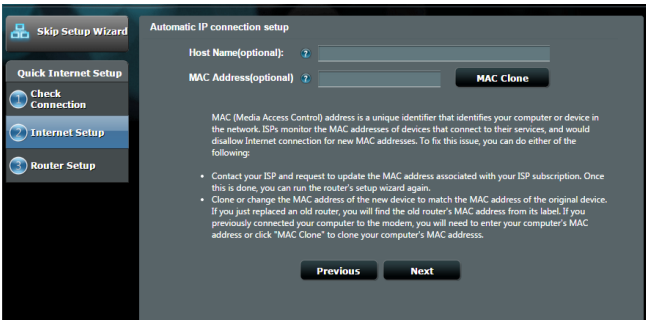 Skip Setup Wizard
Quick Internet Setup
1 Check
Connection
2 Internet Setup
3 Router Setup
Automatic IP connection setup
Host Name(optional): ?
MAC Address(optional) ? MAC Clone
MAC (Media Access Control) address is a unique identifier that identifies your computer or device in
the network. ISPs monitor the MAC addresses of devices that connect to their services, and would
disallow Internet connection for new MAC addresses. To fix this issue, you can do either of the
following:
• Contact your ISP and request to update the MAC address associated with your ISP subscription. Once
this is done, you can run the router's setup wizard again.
• Clone or change the MAC address of the new device to match the MAC address of the original device.
If you just replaced an old router, you will find the old router's MAC address from its label. If you
previously connected your computer to the modem, you will need to enter your computer's MAC
address or click "MAC Clone" to clone your computer's MAC addresss.
Previous Next